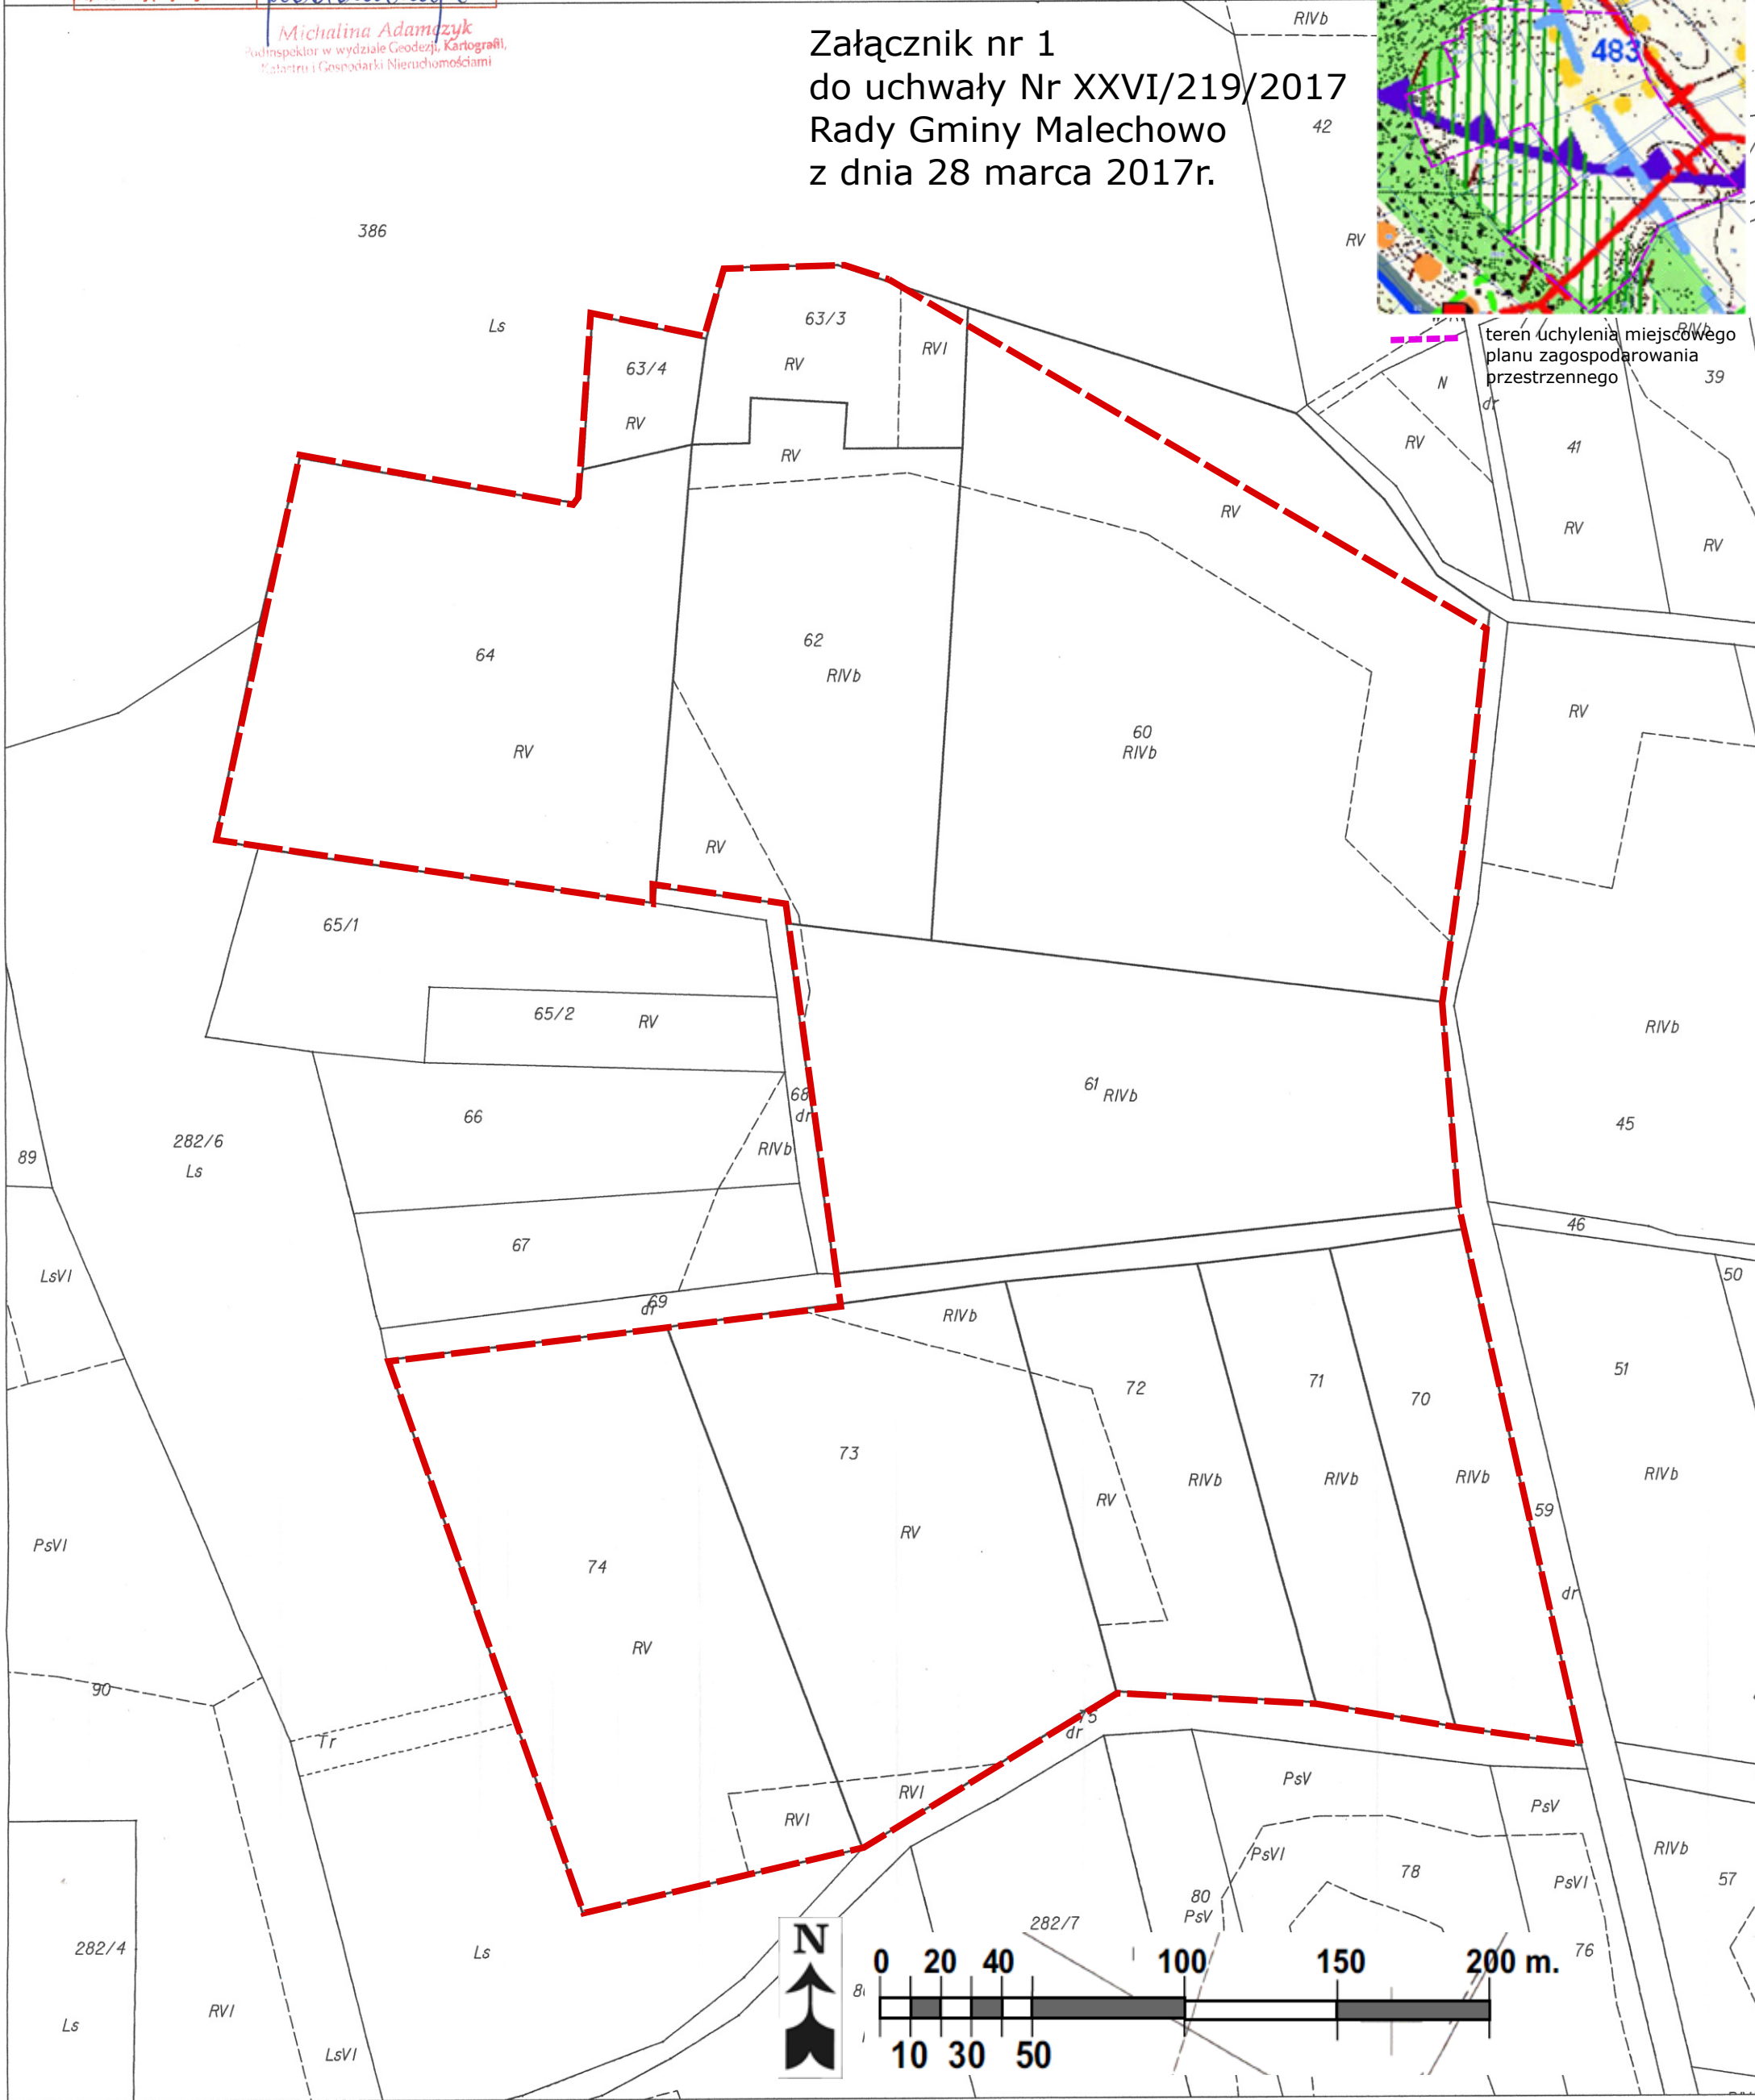 Michalina Adamczyk
Podinspektor w wydziale Geodezji, Kartografii,
Katastru i Gospodarki Nieruchomościami
Załącznik nr 1
do uchwały Nr XXVI/219/2017
Rady Gminy Malechowo
z dnia 28 marca 2017r.
RIVb
42
RV
483
teren uchylenia miejscowego
planu zagospodarowania
przestrzennego
RIVb
39
N
dr
RV
41
RV
RV
386
Ls
63/3
RV
RVI
63/4
RV
RV
RV
64
RV
62
RIVb
60
RIVb
RV
RV
65/1
65/2
RV
RIVb
61
RIVb
68
dr
66
RIVb
45
282/6
Ls
89
67
46
LsVI
69
dr
50
RIVb
72
71
70
51
73
RV
RIVb
RIVb
RIVb
RIVb
RV
59
PsVI
74
RV
dr
90
Tr
75
dr
RVI
RVI
PsV
PsV
PsVI
78
PsVI
RIVb
57
80
PsV
282/7
76
282/4
Ls
Ls
RVI
LsVI
N
0 20 40 100 150 200 m.
10 30 50